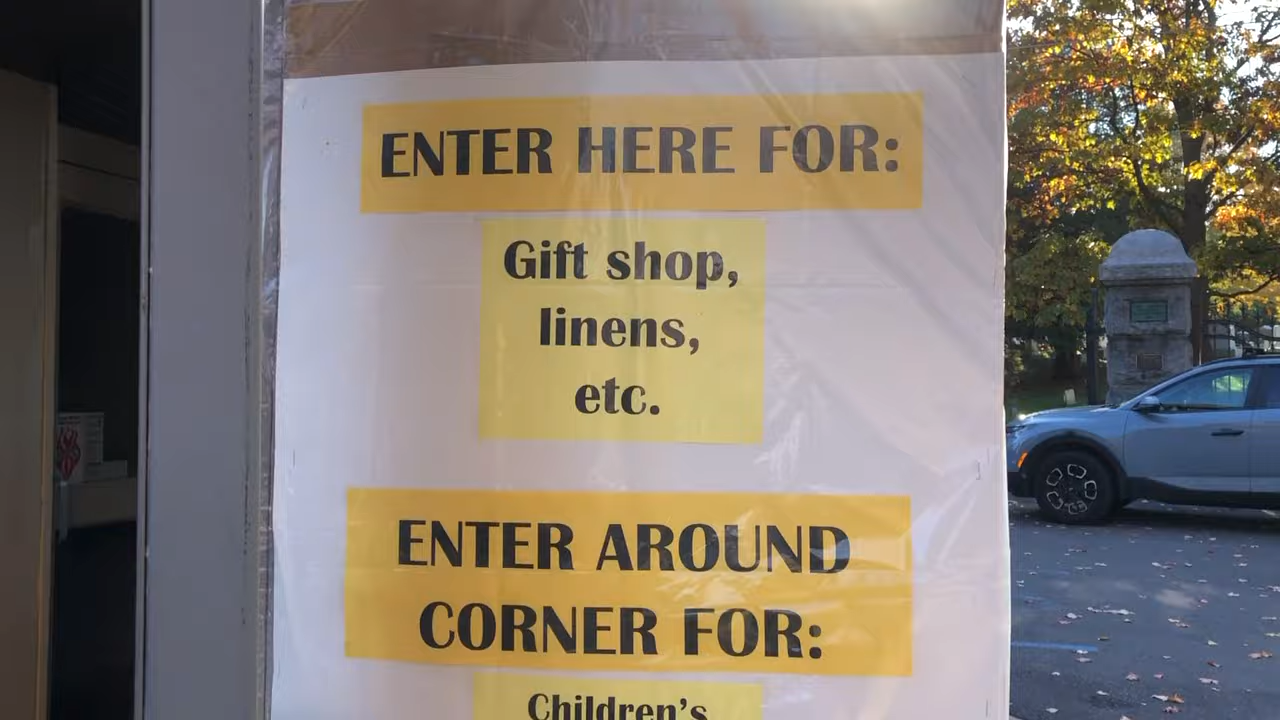 ENTER HERE FOR:
Gift shop,
linens,
etc.
ENTER AROUND
CORNER FOR:
Children's